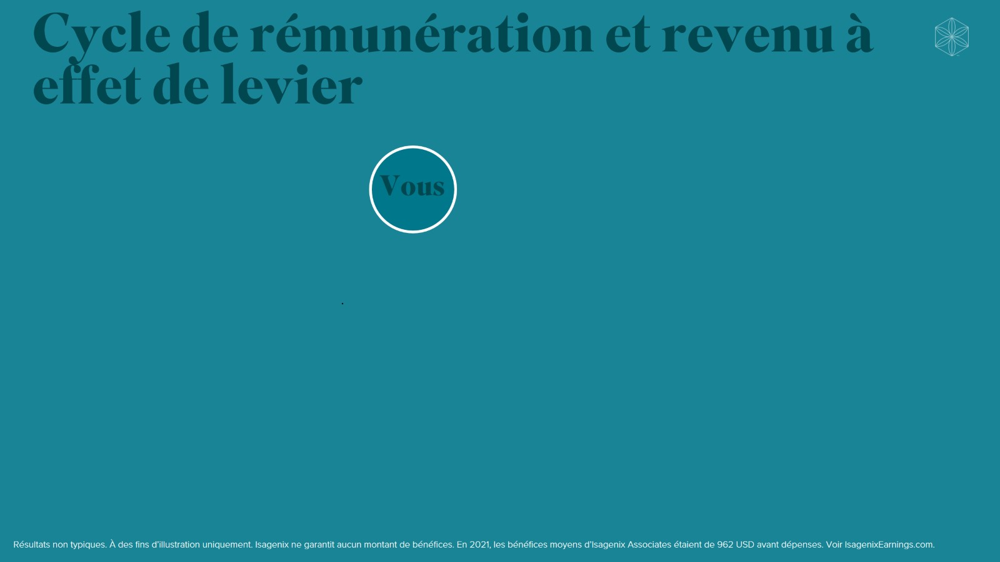 Cycle de rémunération et revenu à
effet de levier
Vous
Résultats non typiques. À des fins d'illustration uniquement. Isagenix ne garantit aucun montant de bénéfices. En 2021, les bénéfices moyens d'Isagenix Associates étaient de 962 USD avant dépenses. Voir IsagenixEarnings.com.